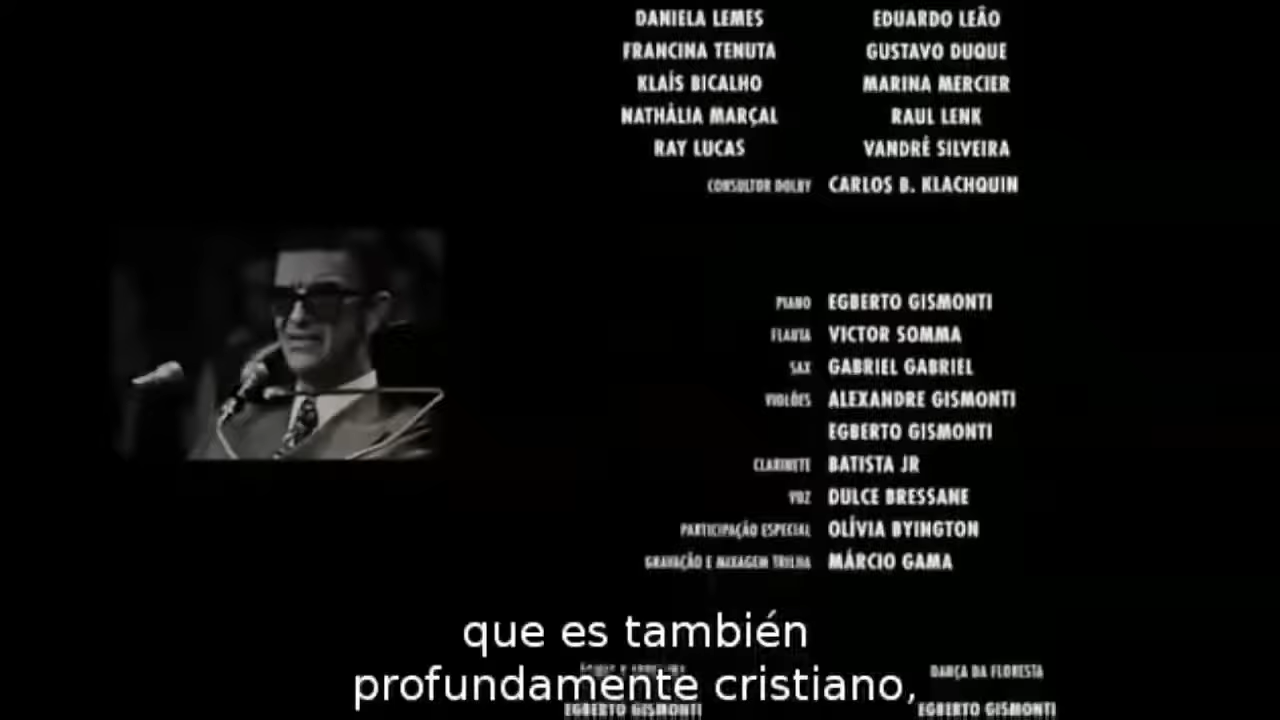 DANIELA LEMES EDUARDO LEÃO
FRANCINA TENUTA GUSTAVO DUQUE
KLAÍS BICALHO MARINA MERCIER
NATHÁLIA MARÇAL RAUL LENK
RAY LUCAS VANDRÉ SILVEIRA
CONSULTOR DOLBY CARLOS B. KLACHQUIN
PIANO EGBERTO GISMONTI
FLAUTA VICTOR SOMMA
SAX GABRIEL GABRIEL
VIOLÕES ALEXANDRE GISMONTI
EGBERTO GISMONTI
CLARINETE BATISTA JR
VOZ DULCE BRESSANE
PARTICIPAÇÃO ESPECIAL OLÍVIA BYINGTON
GRAVAÇÃO E MIXAGEM TRILHA MÁRCIO GAMA
que es también
DANÇA DA FLORESTA
profundamente cristiano,
EGBERTO GISMONTI EGBERTO GISMONTI